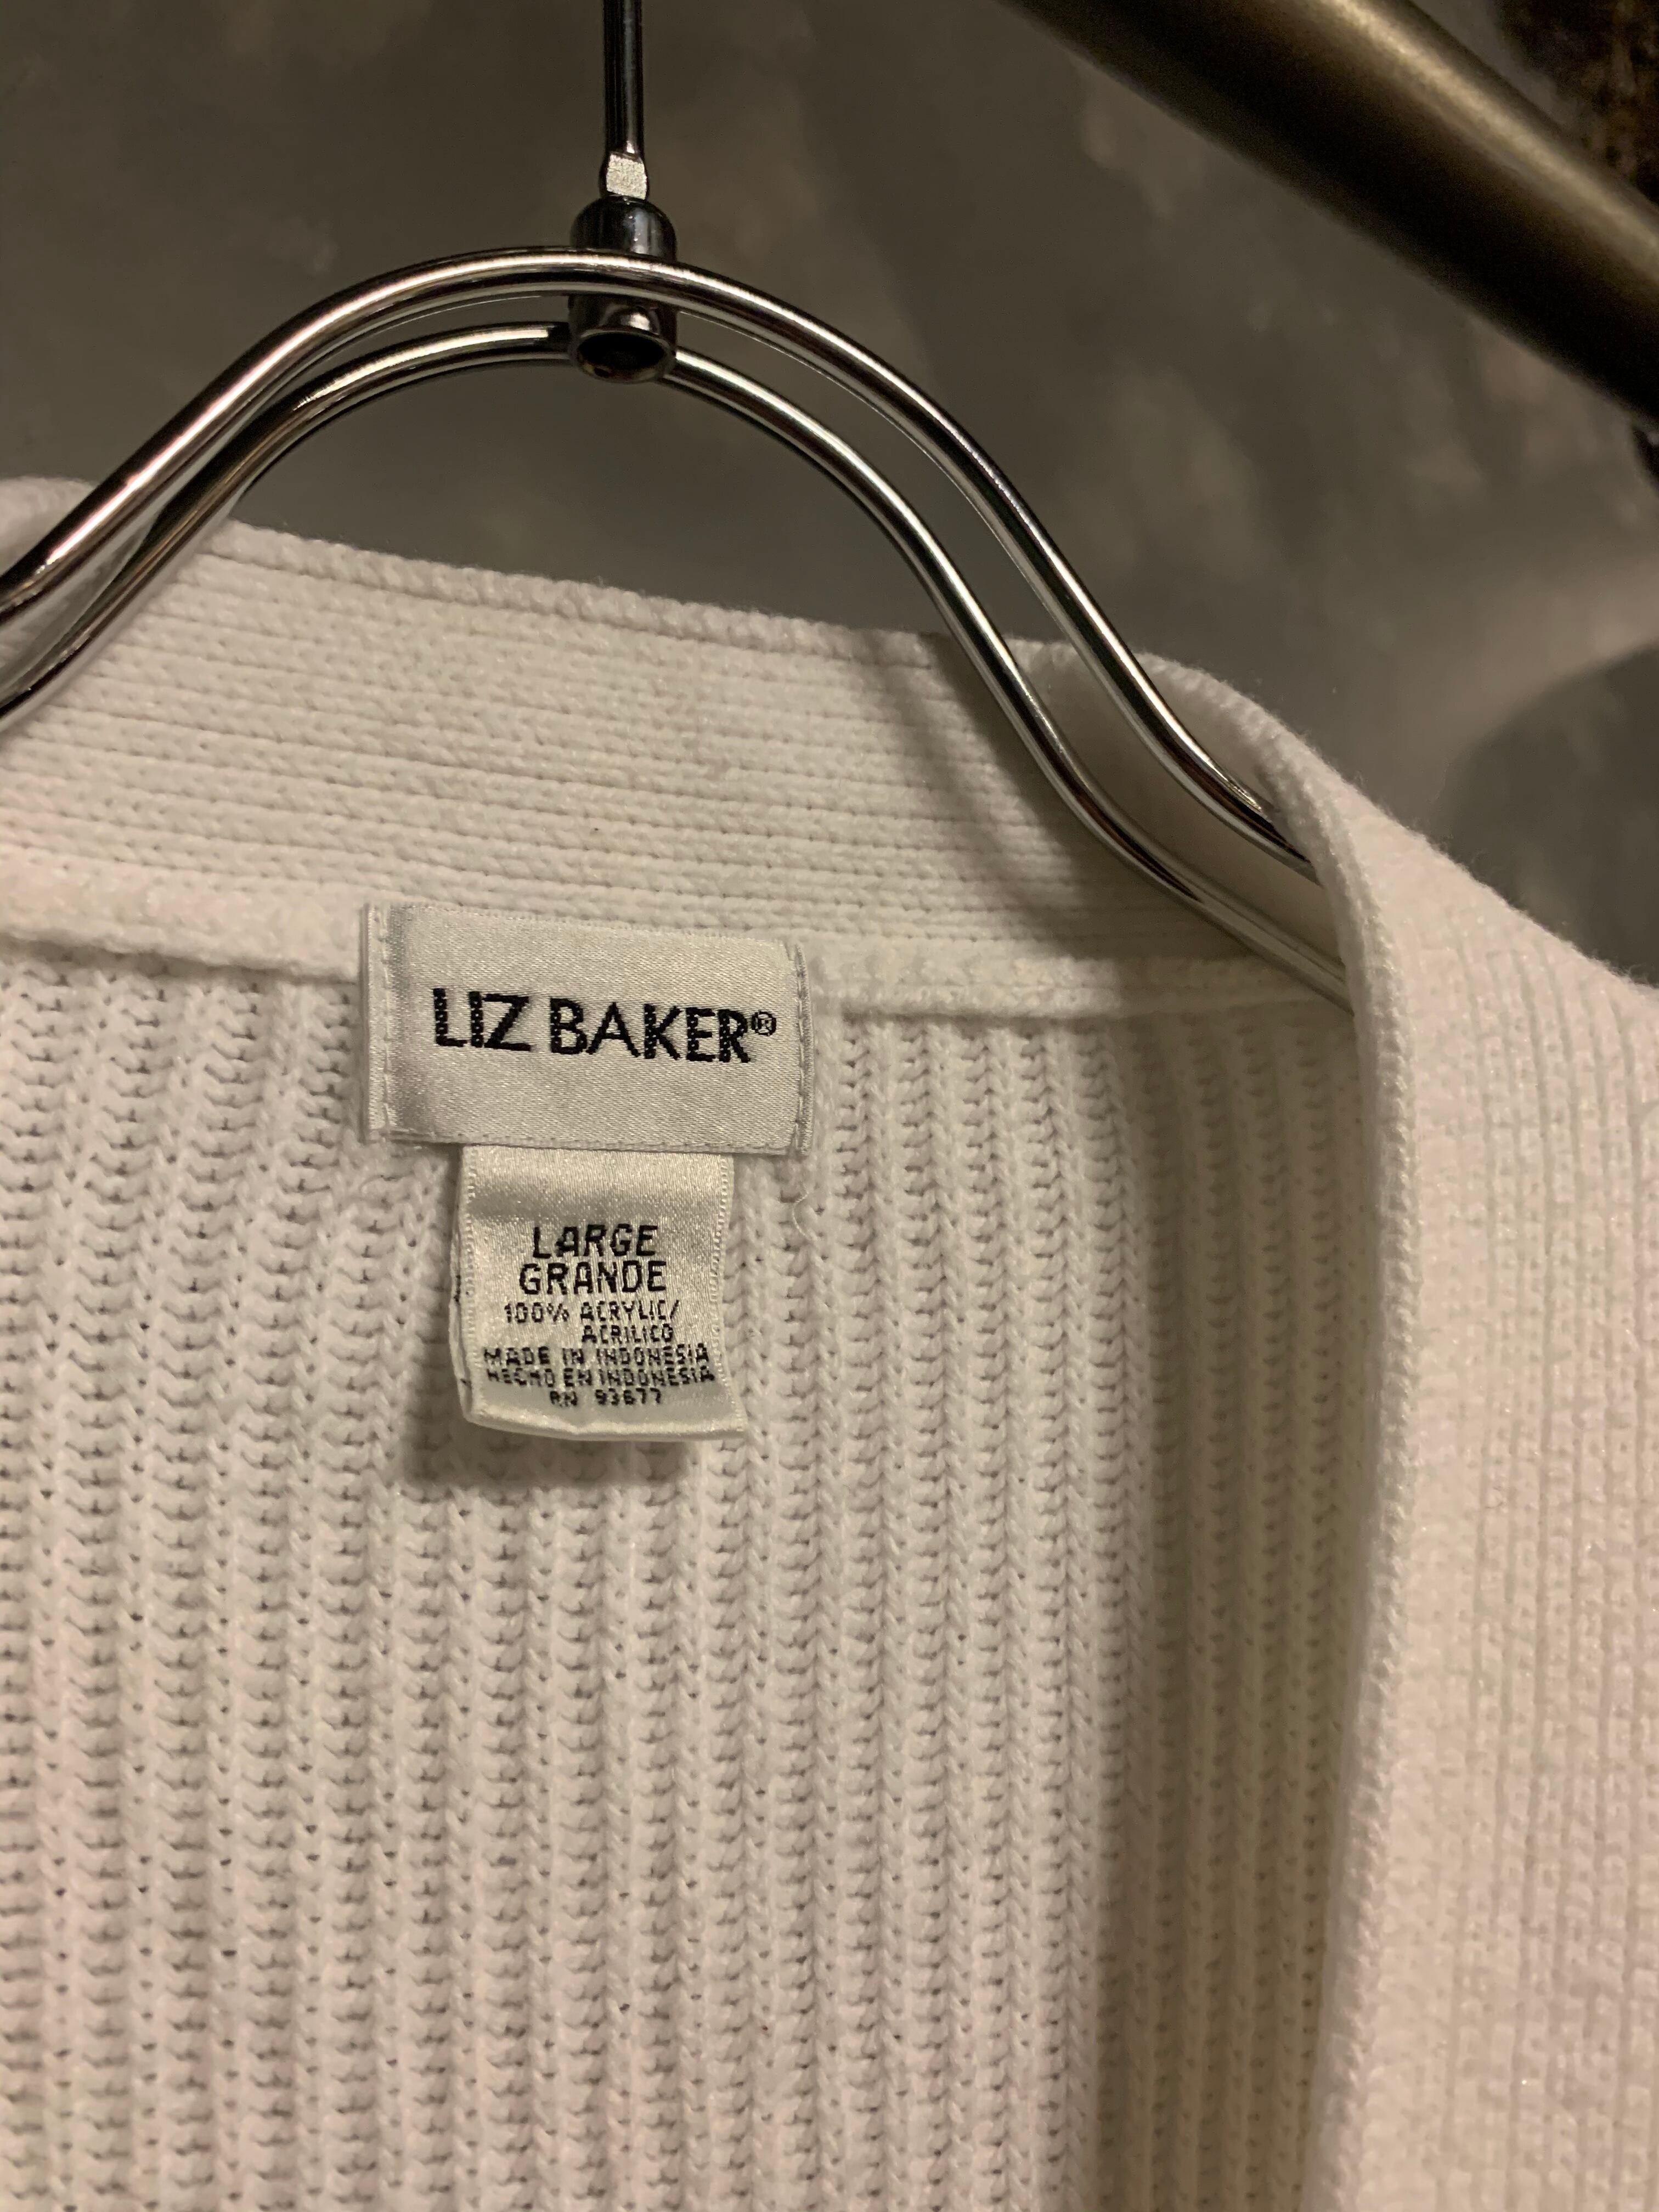 LIZ BAKER®
LARGE
GRANDE
100% ACRYLIC/
ACRILICO
MADE IN INDONESIA
HECHO EN INDONESIA
RN 93677